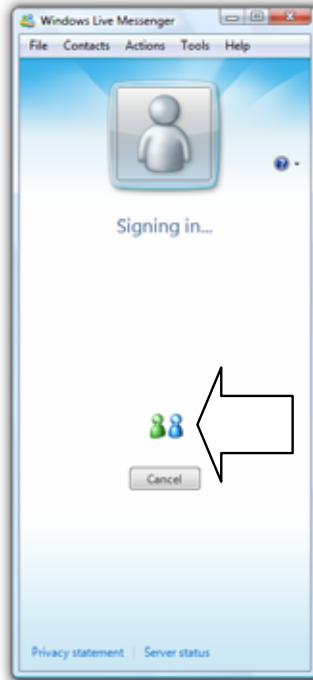 Windows Live Messenger
File Contacts Actions Tools Help
Signing in...
Cancel
Privacy statement | Server status